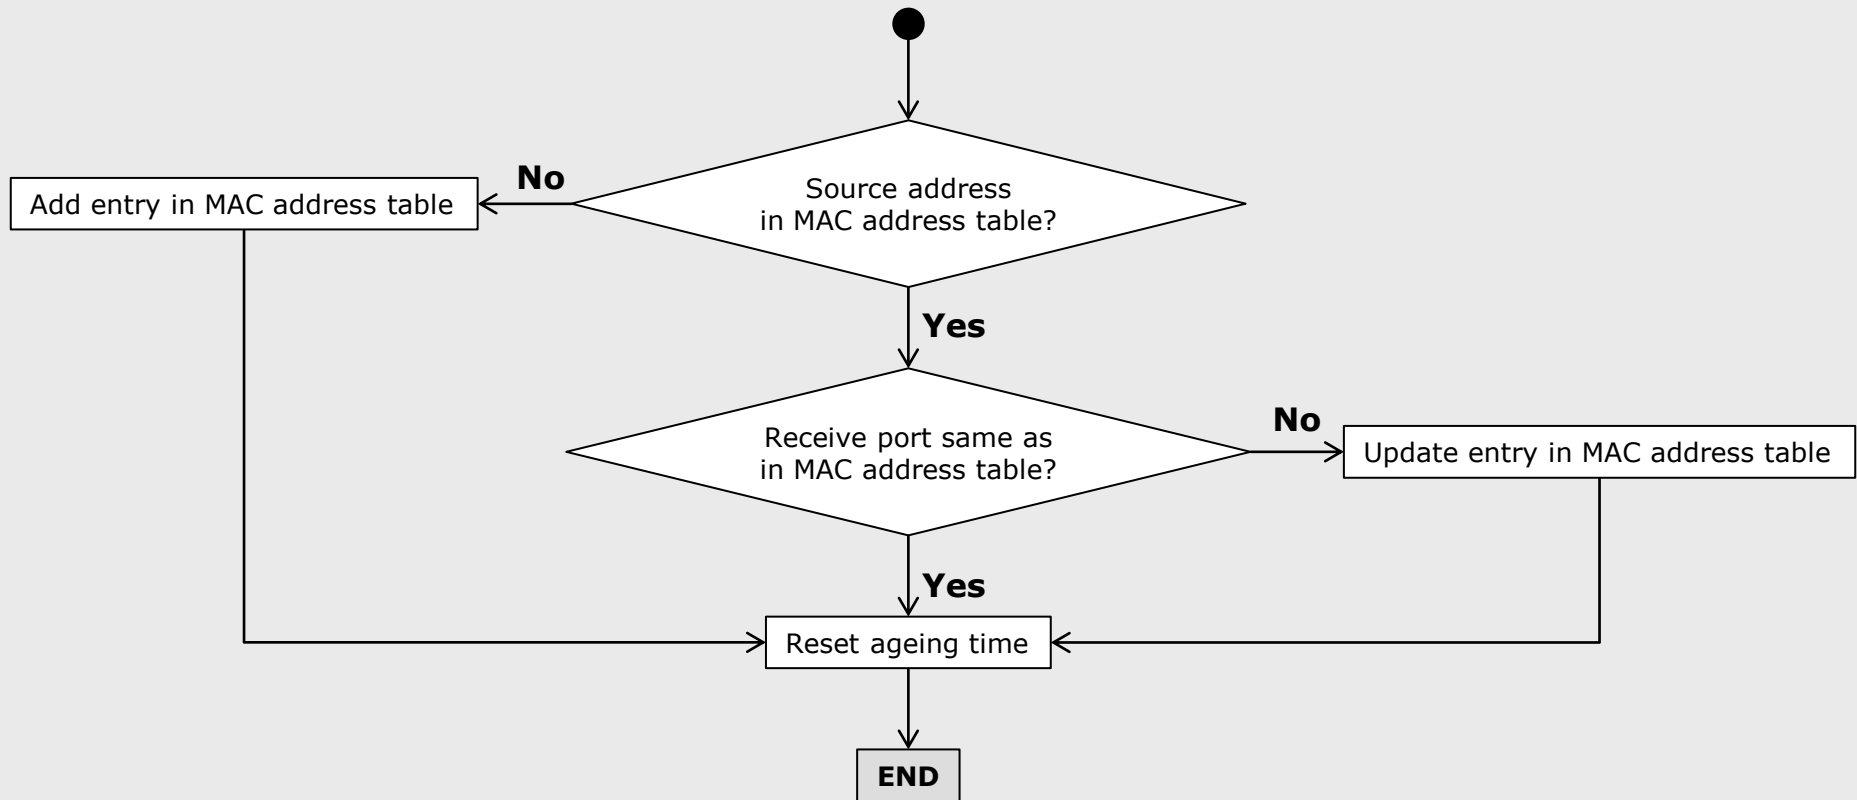 Source address
in MAC address table?
No
Add entry in MAC address table
Yes
Receive port same as
in MAC address table?
No
Update entry in MAC address table
Yes
Reset ageing time
END